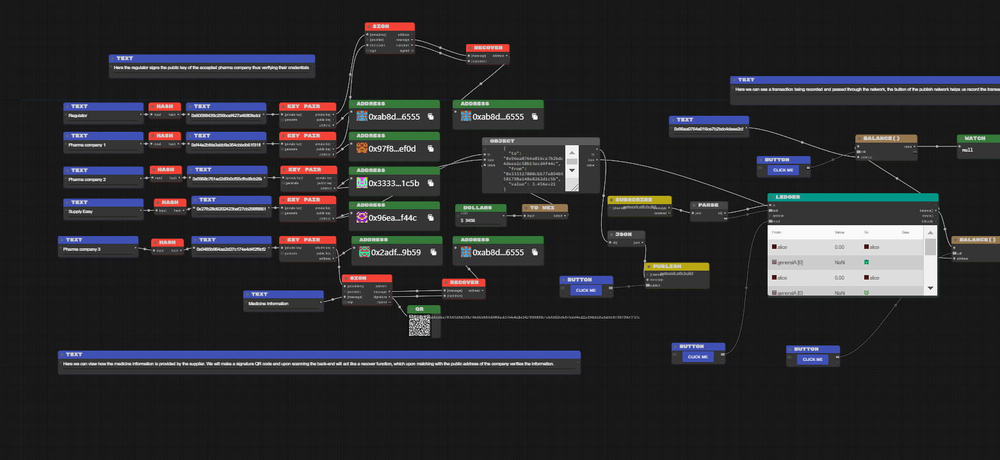 SIGN
[privatekey] address
[provider] message
[message] signature
sign signed
RECOVER
[message] address
[signature]
TEXT
Here the regulator signs the public key of the accepted pharma company thus verifying their credentials
TEXT
Here we can see a transaction being recorded and passed through the network, the button of the publish network helps us record the transa
TEXT
Regulator
HASH
input hash
TEXT
KEY PAIR
[private key] private key
generate public key
address
ADDRESS
0xab8d...6555
ADDRESS
0xab8d...6555
TEXT
Pharma company 1
HASH
input hash
TEXT
KEY PAIR
[private key] private key
generate public key
address
ADDRESS
0x97f8...ef0d
TEXT
Pharma company 2
HASH
input hash
TEXT
KEY PAIR
[private key] private key
generate public key
address
ADDRESS
0x3333...1c5b
TEXT
Supply Easy
HASH
input hash
TEXT
KEY PAIR
[private key] private key
generate public key
address
ADDRESS
0x96ea...f44c
TEXT
Pharma company 3
HASH
input hash
TEXT
KEY PAIR
[private key] private key
generate public key
address
ADDRESS
0x2adf...9b59
ADDRESS
0xab8d...6555
OBJECT
to to
from from
value value
{
"to":
"0x96ea0764e016ce7b2bdc
4deee2c58b13ecd4f44c",
"from":
"0x333327800cbb77e894b5
581798a148e8262d1c5b",
"value": 3.456e+21
}
DOLLARS
USD
$ 3456
TO WEI
input output
TEXT
BUTTON
CLICK ME
BALANCE()
value
call
address
WATCH
null
SUBSCRIBE
network.eth.build
message
received
PARSE
json obj
JSON
obj json
PUBLISH
network.eth.build
message
publish
BUTTON
CLICK ME
LEDGER
tx
add balance()
genesis nonce()
reset difficulty
From Value To Gas
alice 0.00 alice
generalA [0] NaN
alice 0.00 alice
generalA [0] NaN
BALANCE()
call
address
TEXT
Medicine Information
SIGN
[privatekey] address
[provider] message
[message] signature
sign signed
RECOVER
[message] address
[signature]
QR
BUTTON
CLICK ME
BUTTON
CLICK ME
TEXT
Here we can view how the medicine information is provided by the supplier. We will make a signature QR code and upon scanning the back-end will act like a recover function, which upon matching with the public address of the company verifies the information.